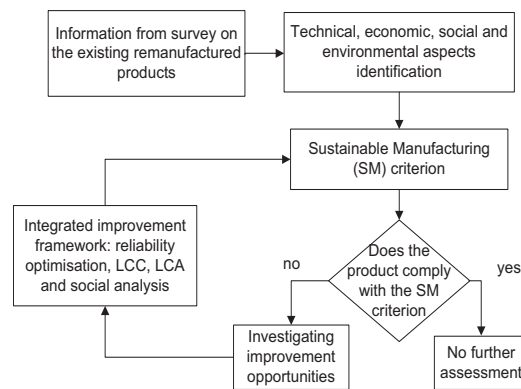 Information from survey on
the existing remanufactured
products
Technical, economic, social and
environmental aspects
identification
Sustainable Manufacturing
(SM) criterion
Integrated improvement
framework: reliability
optimisation, LCC, LCA
and social analysis
Does the
product comply
with the SM
criterion
no
yes
Investigating
improvement
opportunities
No further
assessment